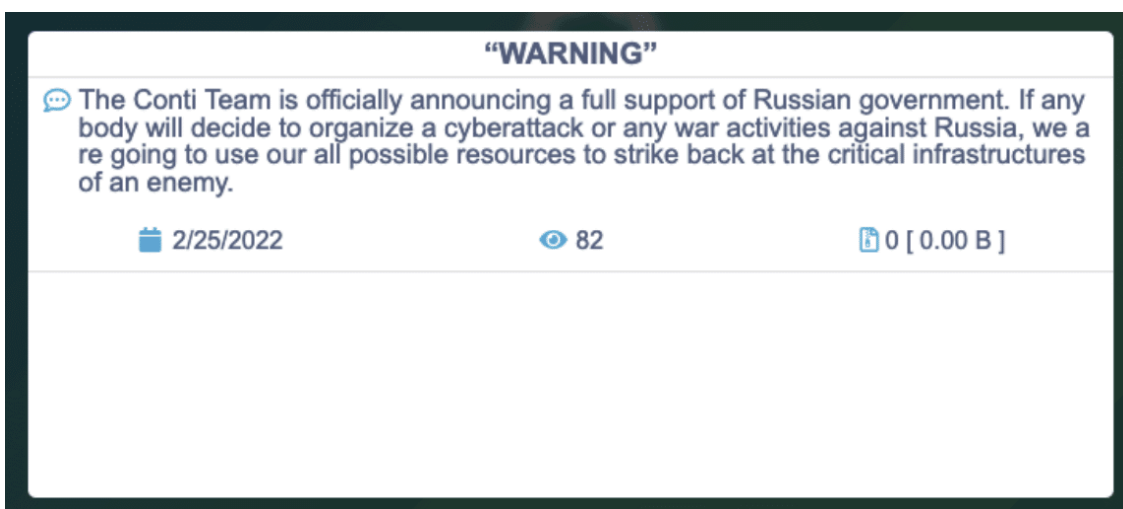 “WARNING”
The Conti Team is officially announcing a full support of Russian government. If any
body will decide to organize a cyberattack or any war activities against Russia, we a
re going to use our all possible resources to strike back at the critical infrastructures
of an enemy.
2/25/2022 82 0 [ 0.00 B ]